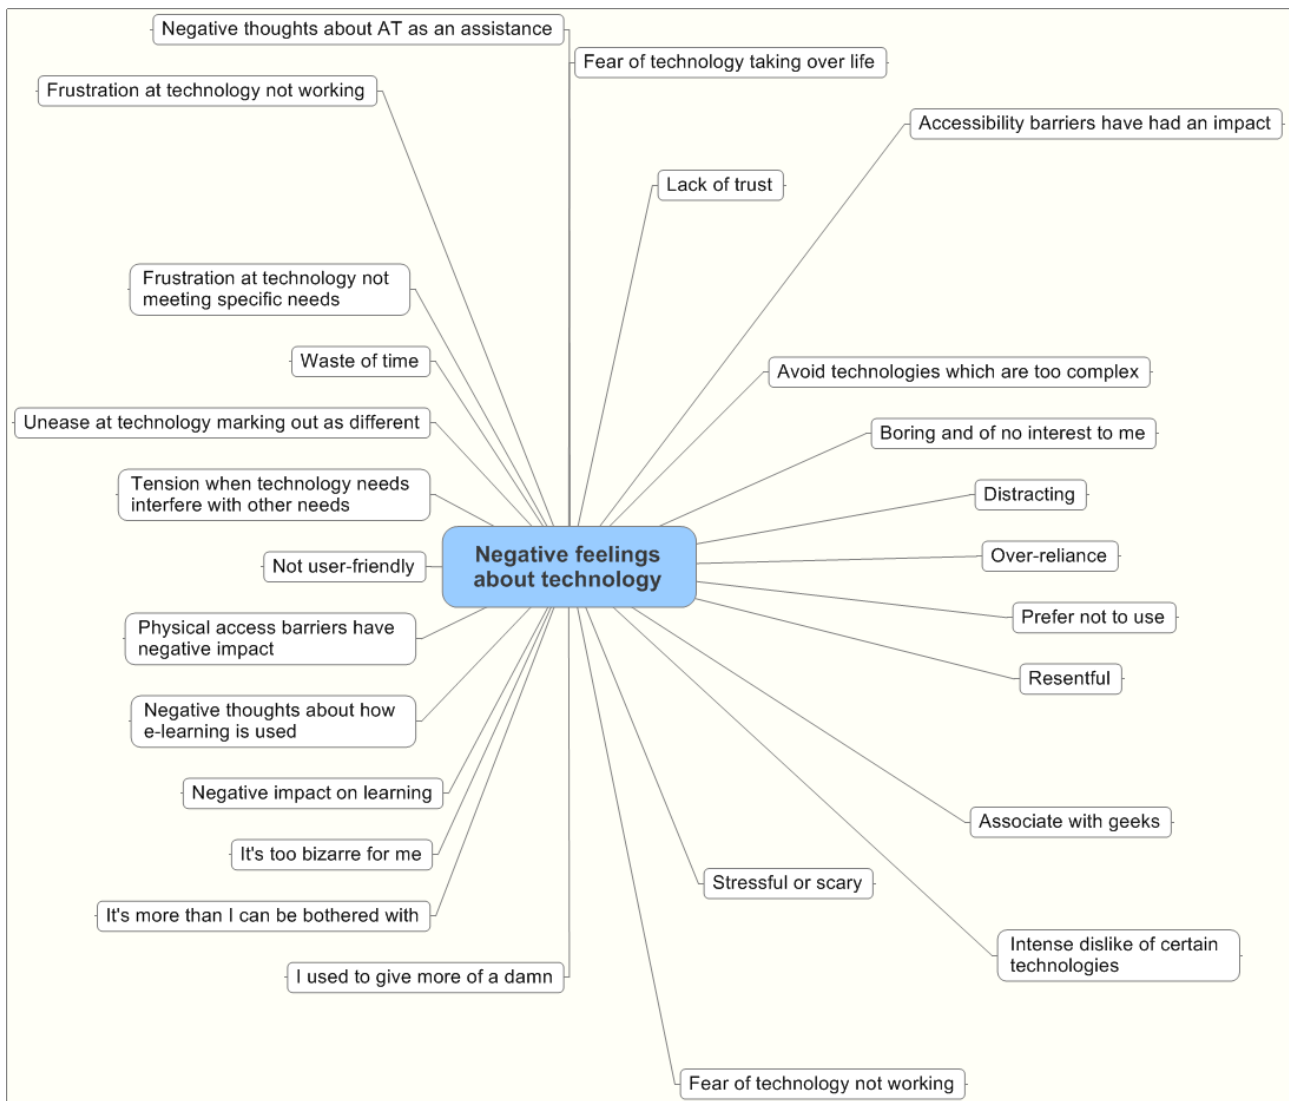 Negative thoughts about AT as an assistance
Fear of technology taking over life
Frustration at technology not working
Accessibility barriers have had an impact
Lack of trust
Frustration at technology not
meeting specific needs
Waste of time
Avoid technologies which are too complex
Unease at technology marking out as different
Boring and of no interest to me
Tension when technology needs
interfere with other needs
Distracting
Negative feelings
about technology
Over-reliance
Not user-friendly
Prefer not to use
Physical access barriers have
negative impact
Resentful
Negative thoughts about how
e-learning is used
Negative impact on learning
Associate with geeks
It's too bizarre for me
Stressful or scary
It's more than I can be bothered with
Intense dislike of certain
technologies
I used to give more of a damn
Fear of technology not working